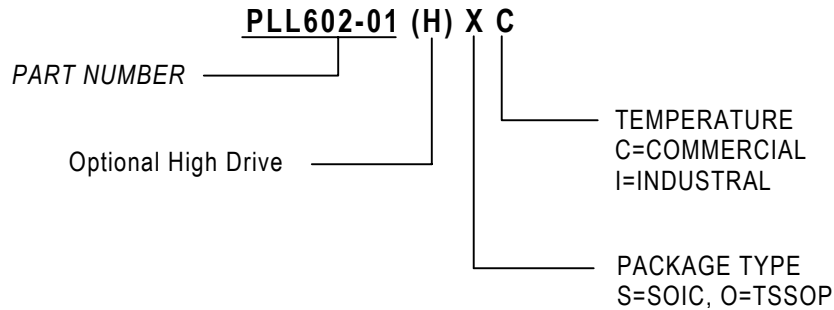 PLL602-01 (H) X C
PART NUMBER
Optional High Drive
TEMPERATURE
C=COMMERCIAL
I=INDUSTRAL
PACKAGE TYPE
S=SOIC, O=TSSOP